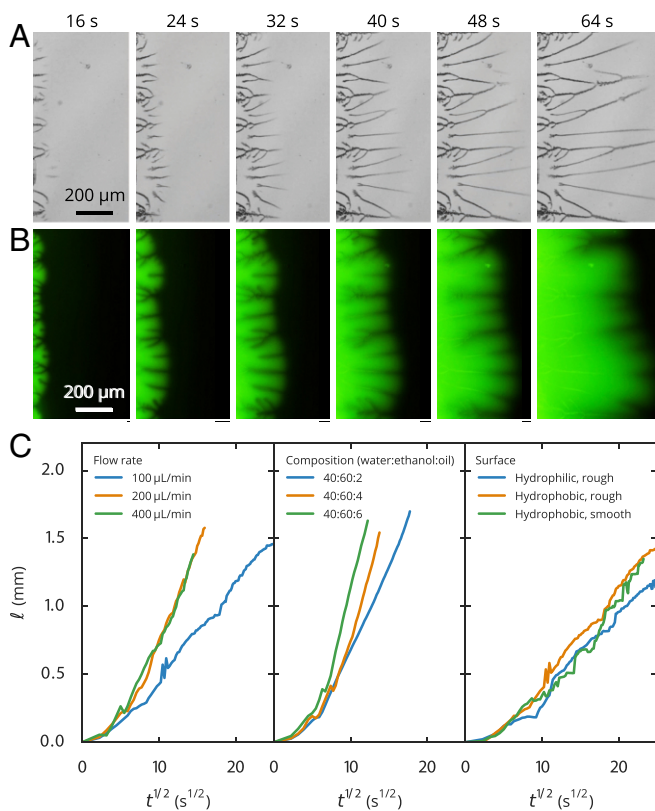 16 s 24 s 32 s 40 s 48 s 64 s
A
200 µm
B
200 µm
C
Flow rate Composition (water:ethanol:oil) Surface
100 µL/min 40:60:2 Hydrophilic, rough
200 µL/min 40:60:4 Hydrophobic, rough
400 µL/min 40:60:6 Hydrophobic, smooth
2.0
1.5
1.0
0.5
0.0
ℓ (mm)
0 10 20 0 10 20 0 10 20
t^1/2 (s^1/2) t^1/2 (s^1/2) t^1/2 (s^1/2)